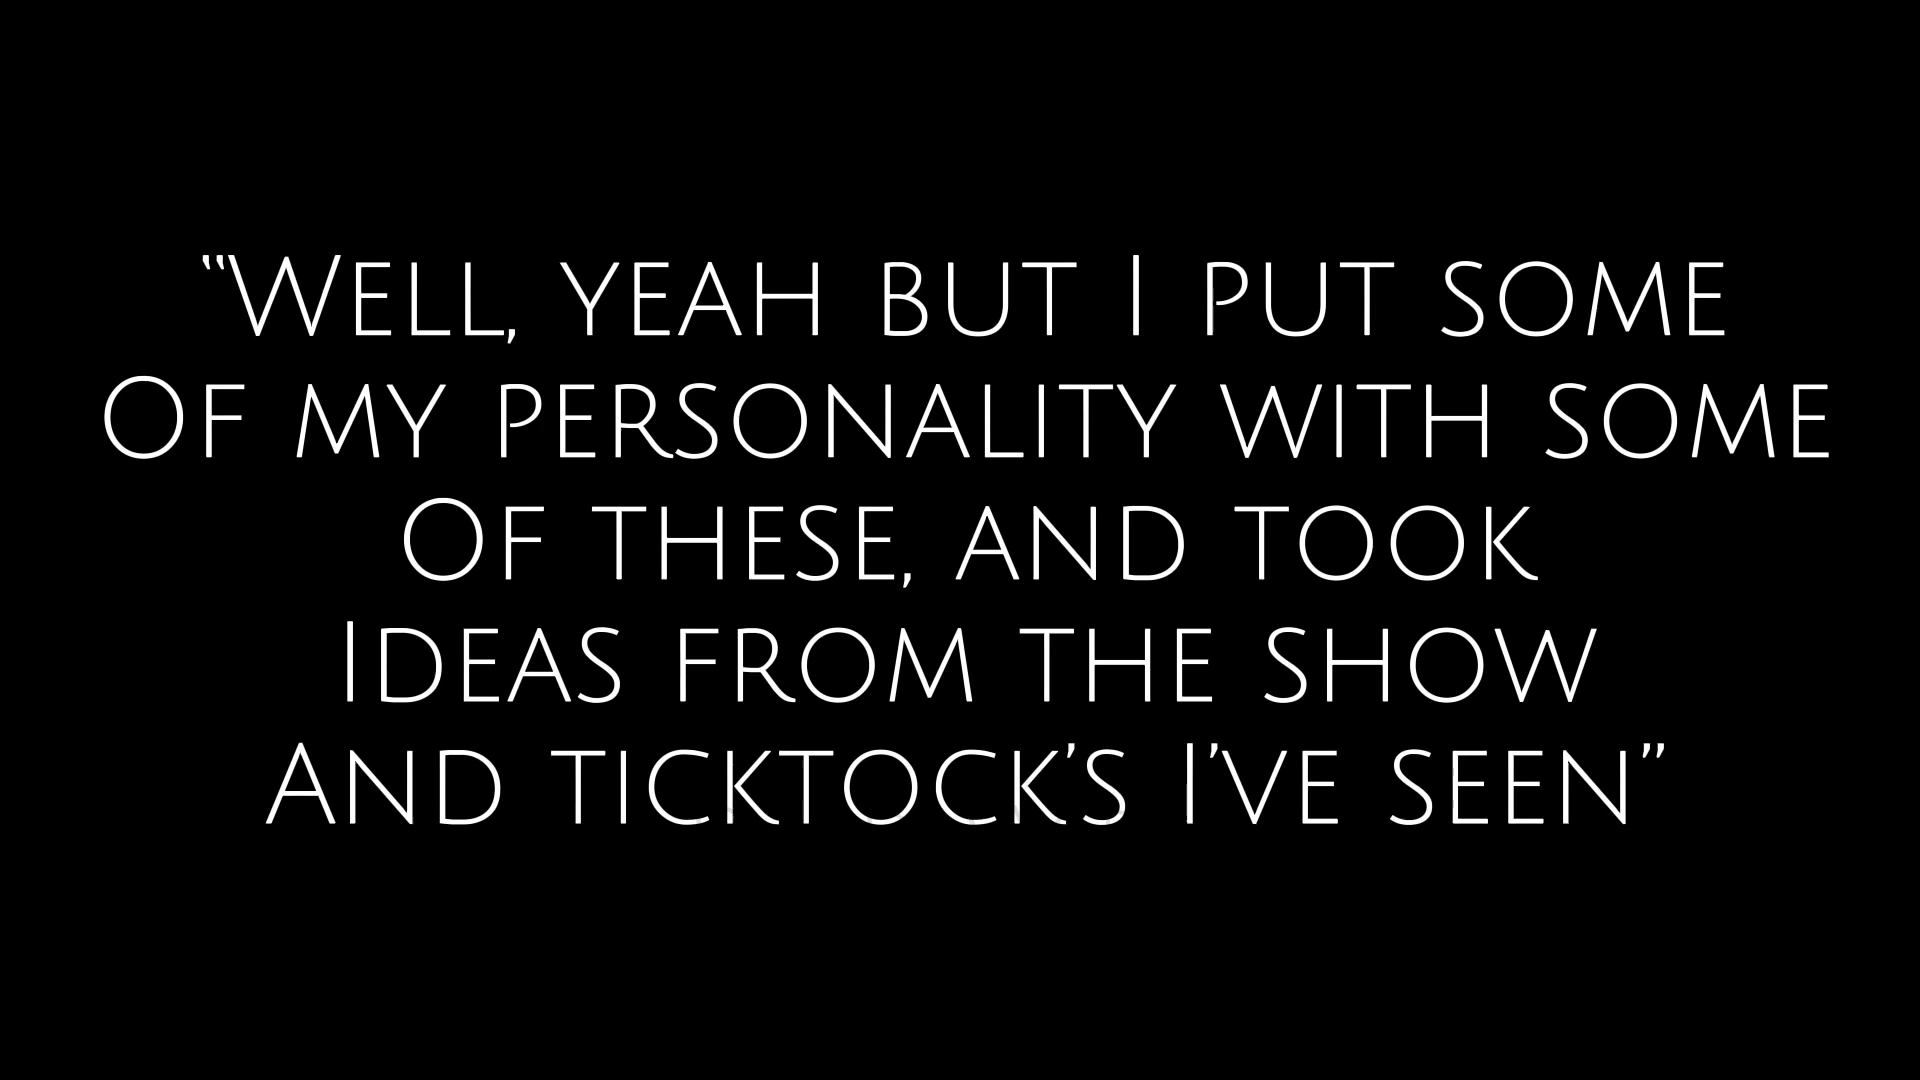 “Well, yeah but I put some
Of my personality with some
Of these, and took
Ideas from the show
And ticktock’s I’ve seen”